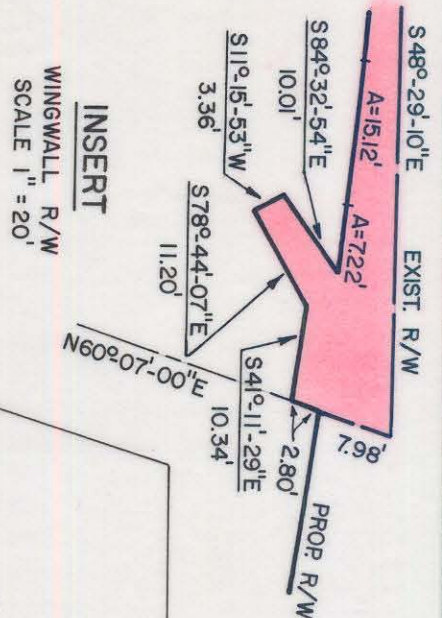 S48°-29'-10"E
EXIST. R/W
A=15.12'
A=7.22'
S84°-32'-54"E
10.01'
7.98'
S11°-15'-53"W
3.36'
S78°-44'-07"E
11.20'
S41°-11'-29"E
10.34'
2.80'
PROP. R/W
N60°-07'-00"E
INSERT
WINGWALL R/W
SCALE 1" = 20'